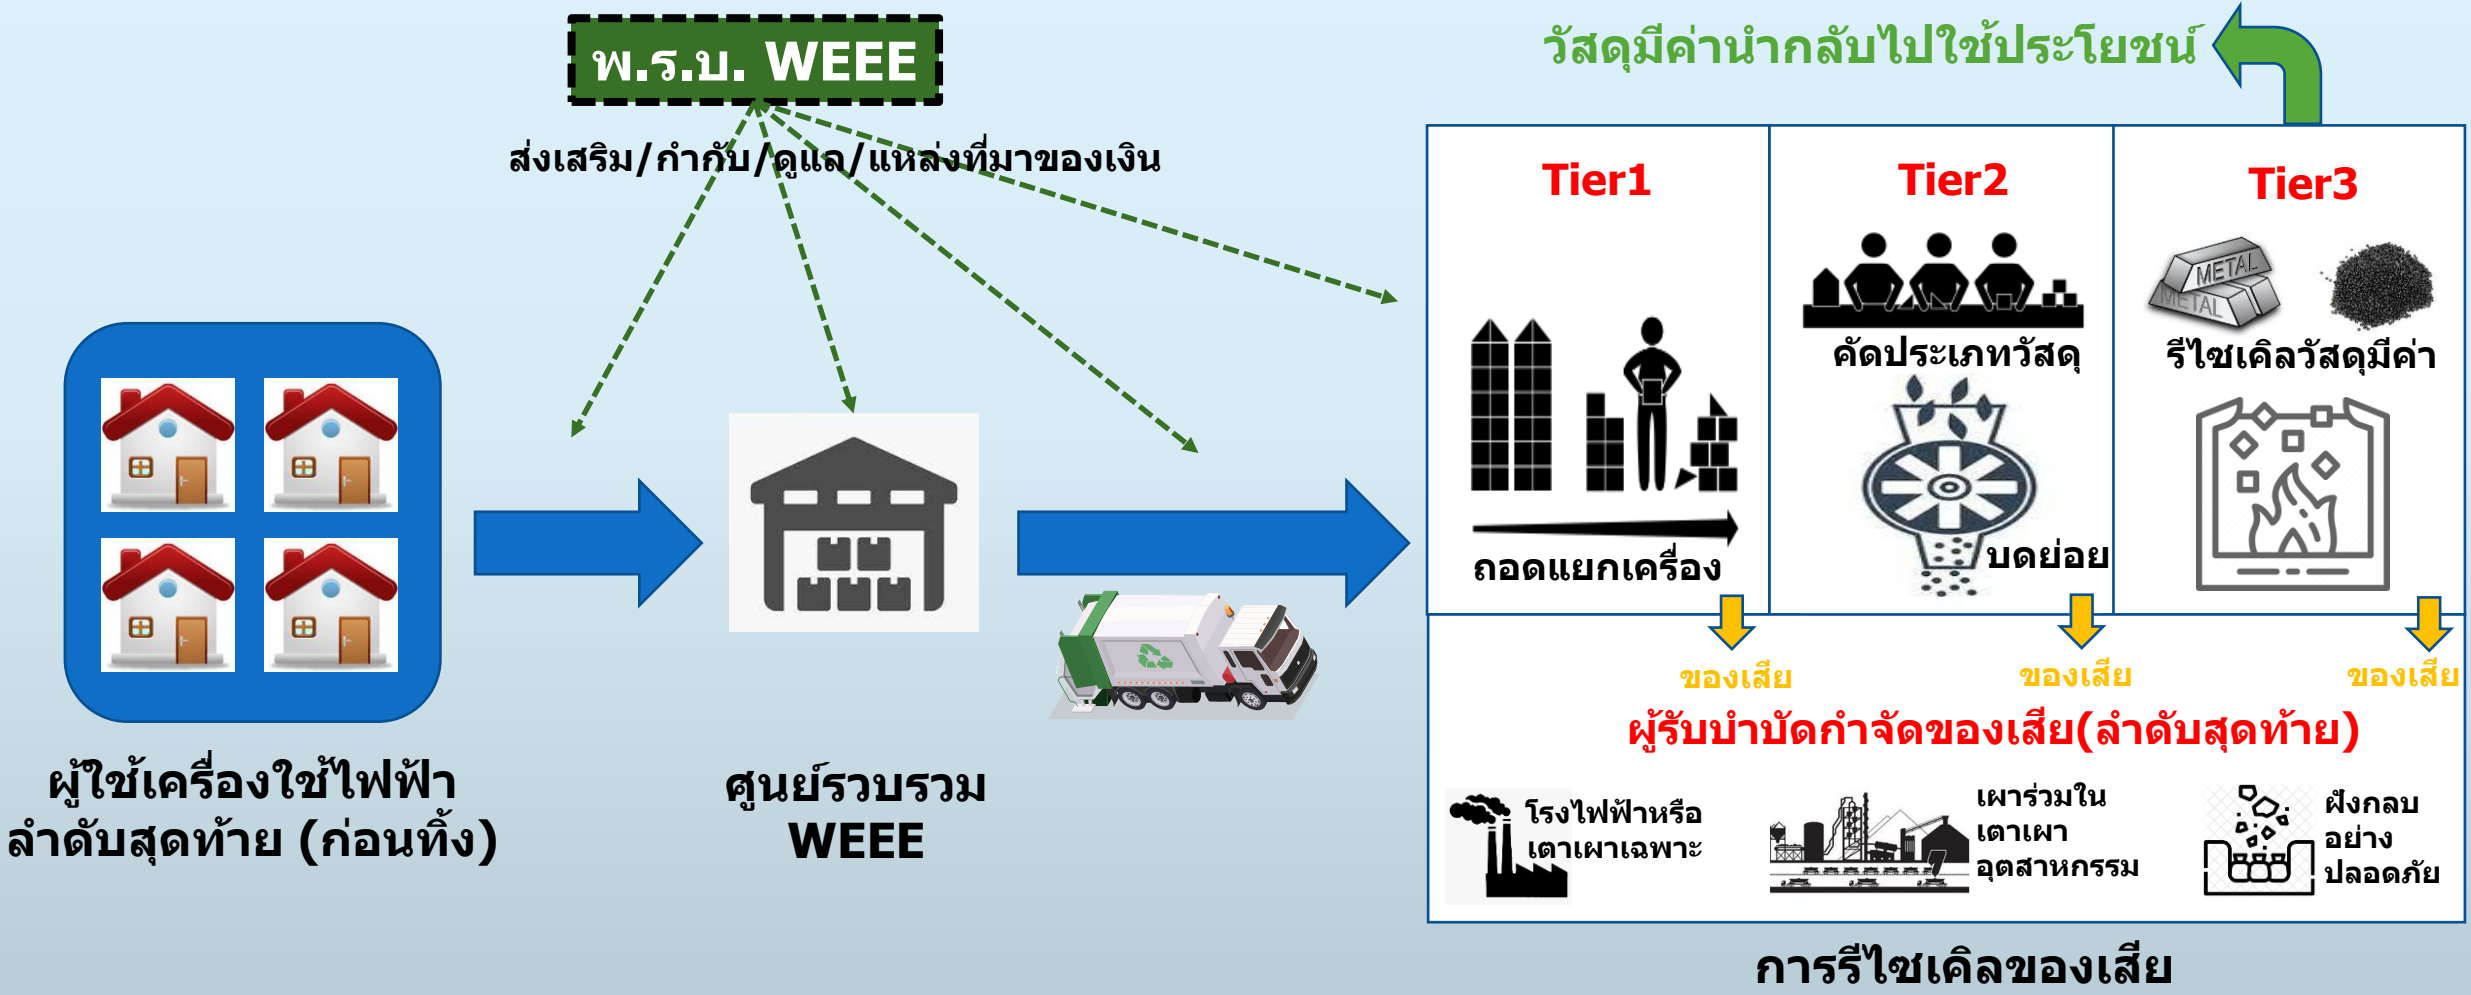 พ.ร.บ. WEEE
ส่งเสริม/กำกับ/ดูแล/แหล่งที่มาของเงิน
วัสดุมีค่านำกลับไปใช้ประโยชน์
Tier1
Tier2
Tier3
METAL
METAL
คัดประเภทวัสดุ
รีไซเคิลวัสดุมีค่า
ถอดแยกเครื่อง
บดย่อย
ของเสีย
ของเสีย
ของเสีย
ผู้รับบำบัดกำจัดของเสีย(ลำดับสุดท้าย)
โรงไฟฟ้าหรือ
เตาเผาเฉพาะ
เผาร่วมใน
เตาเผา
อุตสาหกรรม
ฝังกลบ
อย่าง
ปลอดภัย
ผู้ใช้เครื่องใช้ไฟฟ้า
ลำดับสุดท้าย (ก่อนทิ้ง)
ศูนย์รวบรวม
WEEE
การรีไซเคิลของเสีย